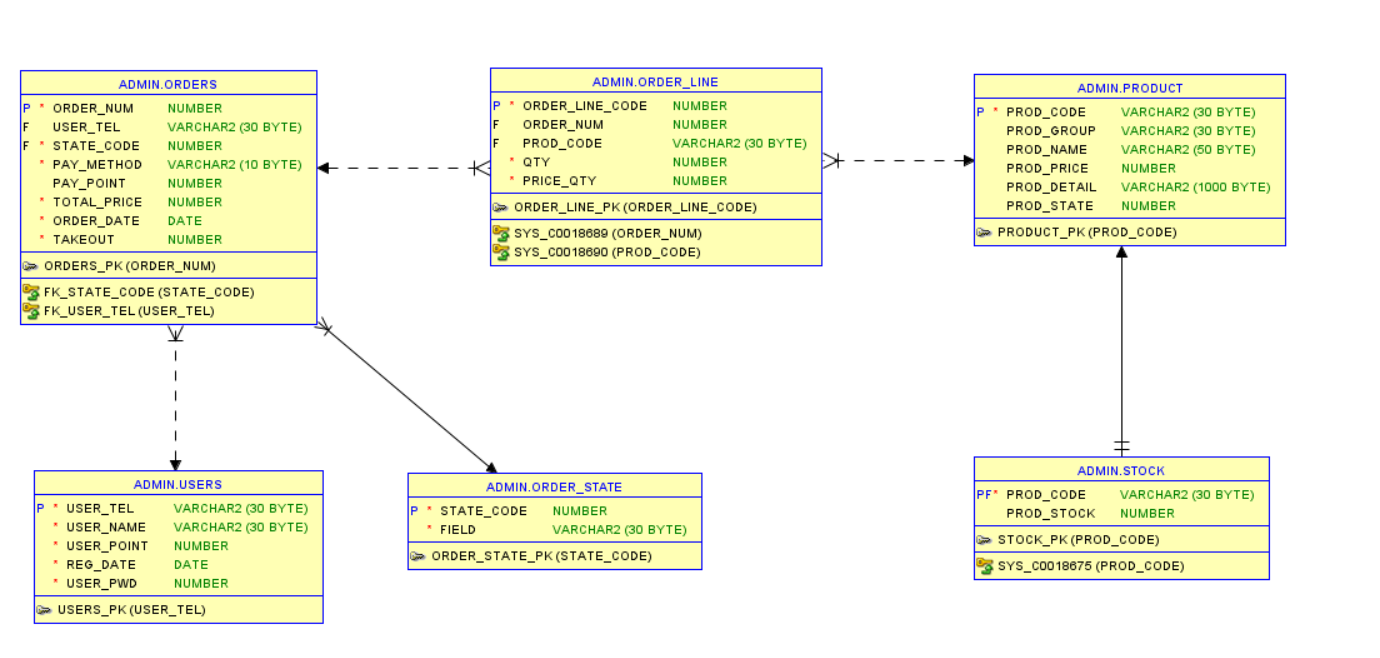 ADMIN.ORDERS
P * ORDER_NUM NUMBER
F USER_TEL VARCHAR2 (30 BYTE)
F * STATE_CODE NUMBER
* PAY_METHOD VARCHAR2 (10 BYTE)
PAY_POINT NUMBER
* TOTAL_PRICE NUMBER
* ORDER_DATE DATE
* TAKEOUT NUMBER
ORDERS_PK (ORDER_NUM)
FK_STATE_CODE (STATE_CODE)
FK_USER_TEL (USER_TEL)
ADMIN.ORDER_LINE
P * ORDER_LINE_CODE NUMBER
F ORDER_NUM NUMBER
F PROD_CODE VARCHAR2 (30 BYTE)
* QTY NUMBER
* PRICE_QTY NUMBER
ORDER_LINE_PK (ORDER_LINE_CODE)
SYS_C0018689 (ORDER_NUM)
SYS_C0018690 (PROD_CODE)
ADMIN.PRODUCT
P * PROD_CODE VARCHAR2 (30 BYTE)
PROD_GROUP VARCHAR2 (30 BYTE)
PROD_NAME VARCHAR2 (50 BYTE)
PROD_PRICE NUMBER
PROD_DETAIL VARCHAR2 (1000 BYTE)
PROD_STATE NUMBER
PRODUCT_PK (PROD_CODE)
ADMIN.USERS
P * USER_TEL VARCHAR2 (30 BYTE)
* USER_NAME VARCHAR2 (30 BYTE)
* USER_POINT NUMBER
* REG_DATE DATE
* USER_PWD NUMBER
USERS_PK (USER_TEL)
ADMIN.ORDER_STATE
P * STATE_CODE NUMBER
* FIELD VARCHAR2 (30 BYTE)
ORDER_STATE_PK (STATE_CODE)
ADMIN.STOCK
PF* PROD_CODE VARCHAR2 (30 BYTE)
PROD_STOCK NUMBER
STOCK_PK (PROD_CODE)
SYS_C0018675 (PROD_CODE)